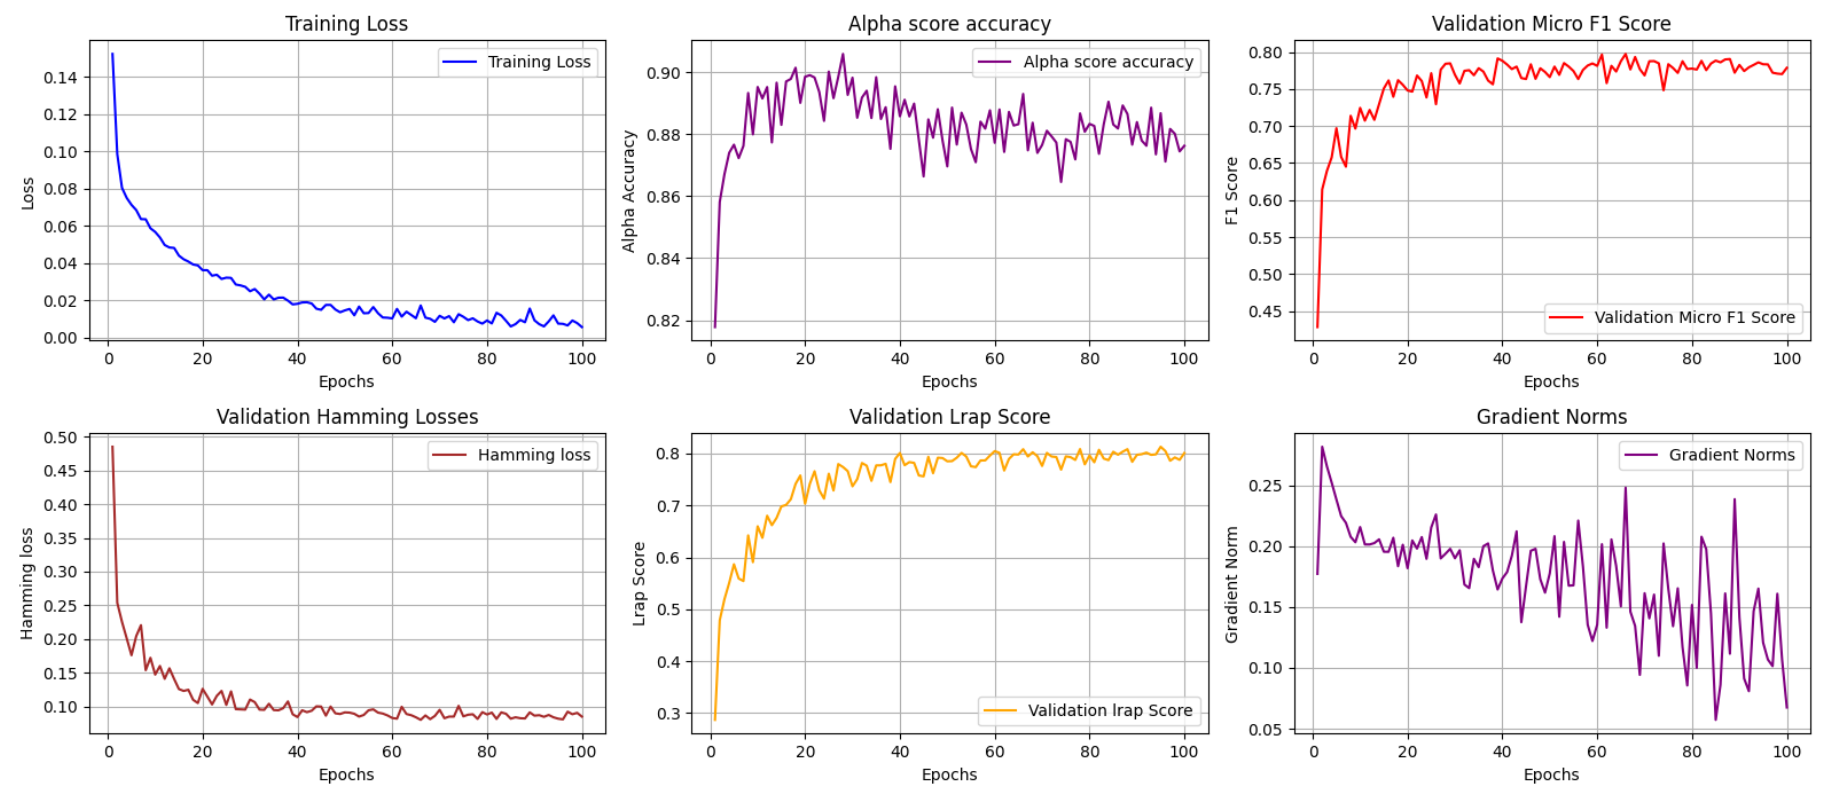 Training Loss
Training Loss
0.14
0.12
0.10
0.08
0.06
0.04
0.02
0.00
Loss
0 20 40 60 80 100
Epochs
Alpha score accuracy
Alpha score accuracy
0.90
0.88
0.86
0.84
0.82
Alpha Accuracy
0 20 40 60 80 100
Epochs
Validation Micro F1 Score
0.80
0.75
0.70
0.65
0.60
0.55
0.50
0.45
F1 Score
Validation Micro F1 Score
0 20 40 60 80 100
Epochs
Validation Hamming Losses
Hamming loss
0.50
0.45
0.40
0.35
0.30
0.25
0.20
0.15
0.10
Hamming loss
0 20 40 60 80 100
Epochs
Validation Lrap Score
0.8
0.7
0.6
0.5
0.4
0.3
Lrap Score
Validation lrap Score
0 20 40 60 80 100
Epochs
Gradient Norms
Gradient Norms
0.25
0.20
0.15
0.10
0.05
Gradient Norm
0 20 40 60 80 100
Epochs